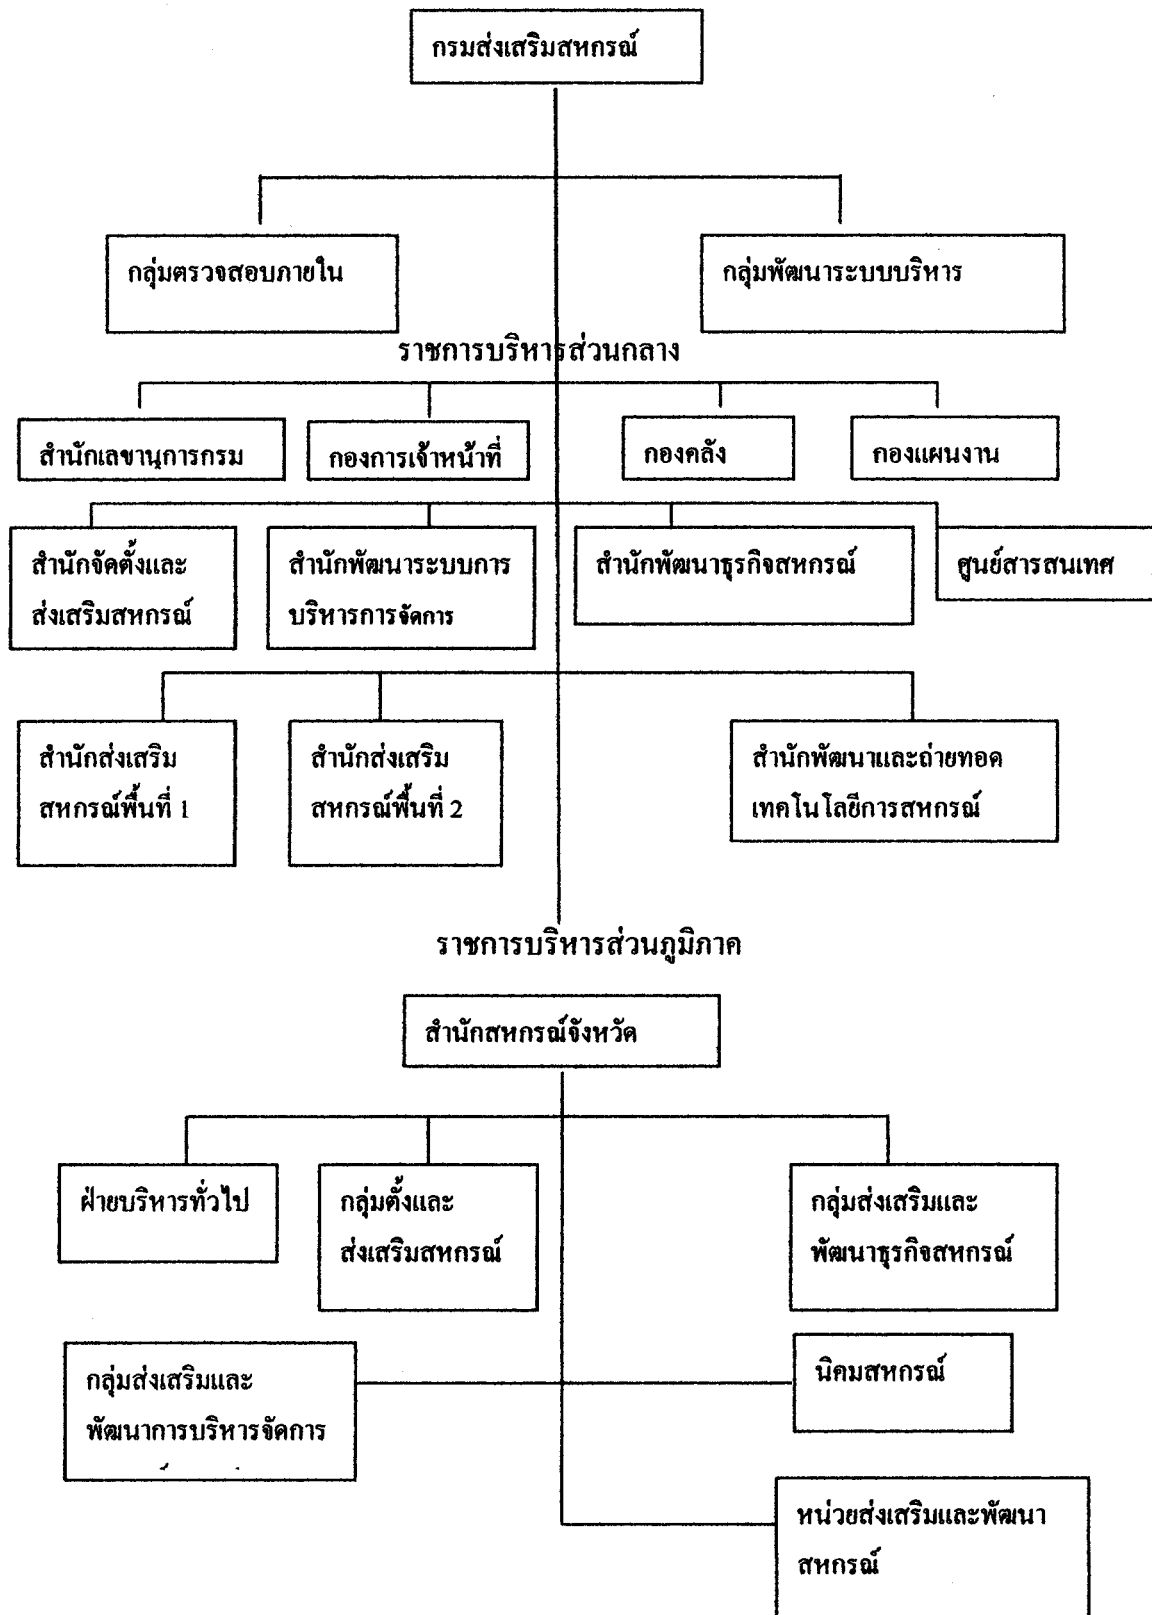 กรมส่งเสริมสหกรณ์
กลุ่มตรวจสอบภายใน
กลุ่มพัฒนาระบบบริหาร
ราชการบริหารส่วนกลาง
สำนักเลขานุการกรม
กองการเจ้าหน้าที่
กองคลัง
กองแผนงาน
สำนักจัดตั้งและ
ส่งเสริมสหกรณ์
สำนักพัฒนาระบบการ
บริหารการจัดการ
สำนักพัฒนาธุรกิจสหกรณ์
ศูนย์สารสนเทศ
สำนักส่งเสริม
สหกรณ์พื้นที่ 1
สำนักส่งเสริม
สหกรณ์พื้นที่ 2
สำนักพัฒนาและถ่ายทอด
เทคโนโลยีการสหกรณ์
ราชการบริหารส่วนภูมิภาค
สำนักสหกรณ์จังหวัด
ฝ่ายบริหารทั่วไป
กลุ่มตั้งและ
ส่งเสริมสหกรณ์
กลุ่มส่งเสริมและ
พัฒนาธุรกิจสหกรณ์
กลุ่มส่งเสริมและ
พัฒนาการบริหารจัดการ
นิคมสหกรณ์
หน่วยส่งเสริมและพัฒนา
สหกรณ์